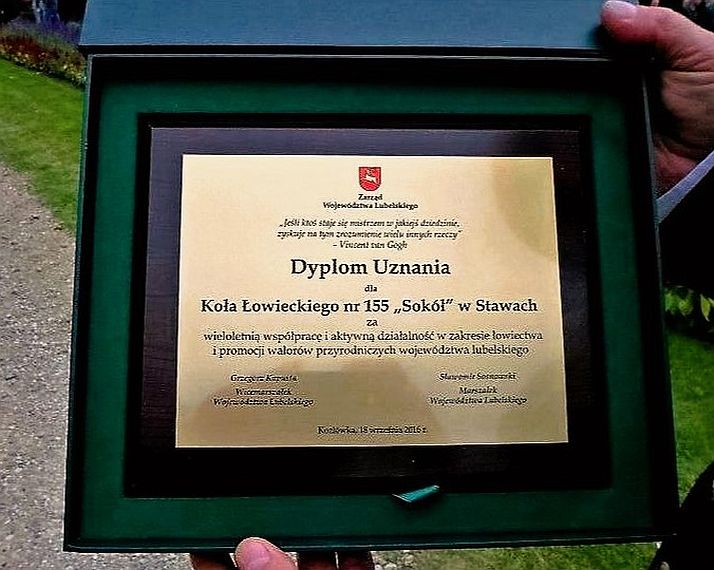 Zarząd
Województwa Lubelskiego
„Jeśli ktoś staje się mistrzem w jakiejś dziedzinie,
zyskuje na tym zrozumienie wielu innych rzeczy”
- Vincent van Gogh
Dyplom Uznania
dla
Koła Łowieckiego nr 155 „Sokół” w Stawach
za
wieloletnią współpracę i aktywną działalność w zakresie łowiectwa
i promocji walorów przyrodniczych województwa lubelskiego
Grzegorz Kapusta
Wicemarszałek
Województwa Lubelskiego
Sławomir Sosnowski
Marszałek
Województwa Lubelskiego
Kozłówka, 18 września 2016 r.